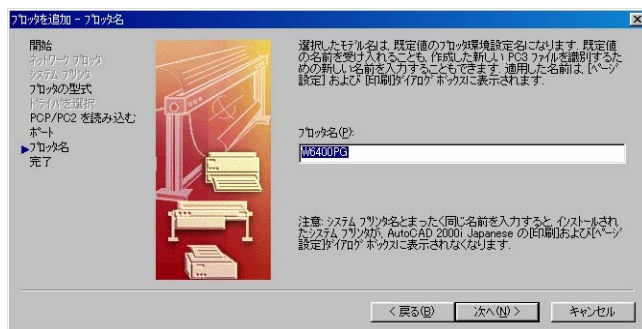 プロッタを追加 - プロッタ名
開始
ネットワーク プロッタ
システム プリンタ
プロッタの型式
ドライバを選択
PCP/PC2 を読み込む
ポート
プロッタ名
完了
選択したモデル名は、既定値のプロッタ環境設定名になります. 既定値
の名前を受け入れることも、作成した新しい PC3 ファイルを識別するた
めの新しい名前を入力することもできます. 適用した名前は、[ページ
設定] および [印刷]ダイアログ ボックスに表示されます.
プロッタ名(P):
W6400PG
注意: システム プリンタ名とまったく同じ名前を入力すると、インストールされ
たシステム プリンタが、AutoCAD 2000i Japanese の[印刷]および[ページ
設定]ダイアログ ボックスに表示されなくなります.
< 戻る(B)
次へ(N) >
キャンセル